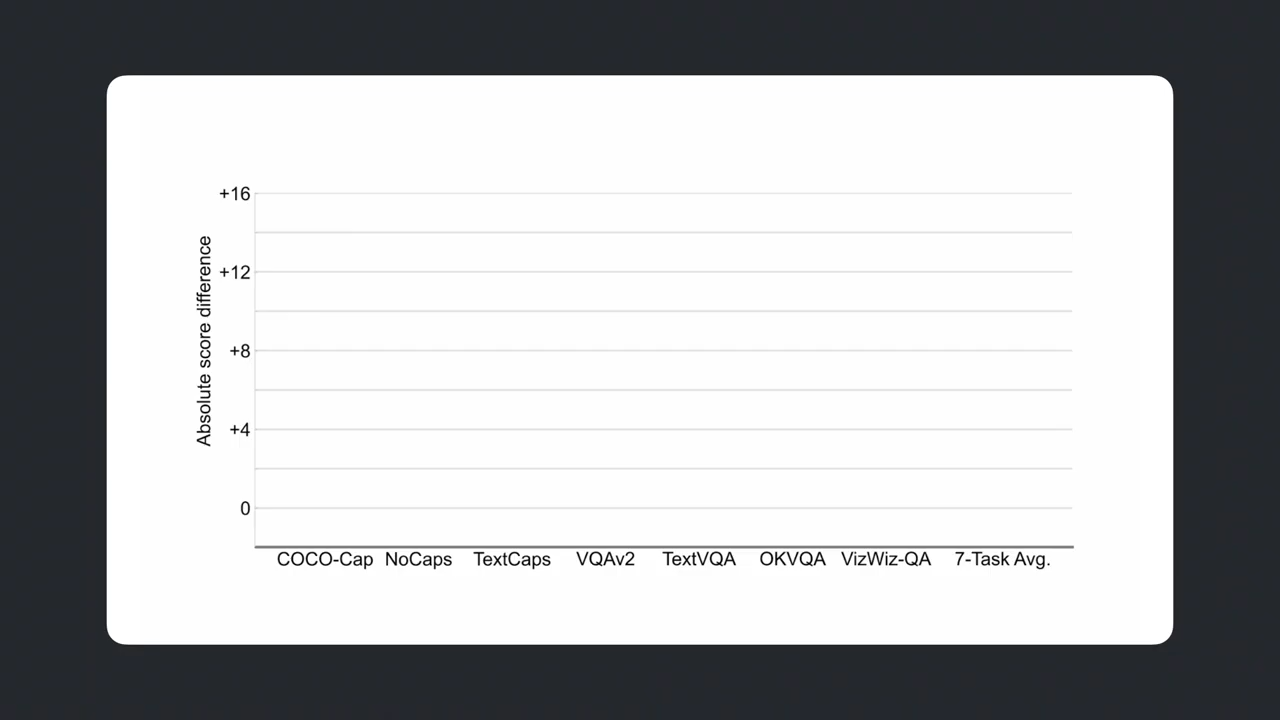 +16
+12
+8
+4
0
Absolute score difference
COCO-Cap NoCaps TextCaps VQAv2 TextVQA OKVQA VizWiz-QA 7-Task Avg.